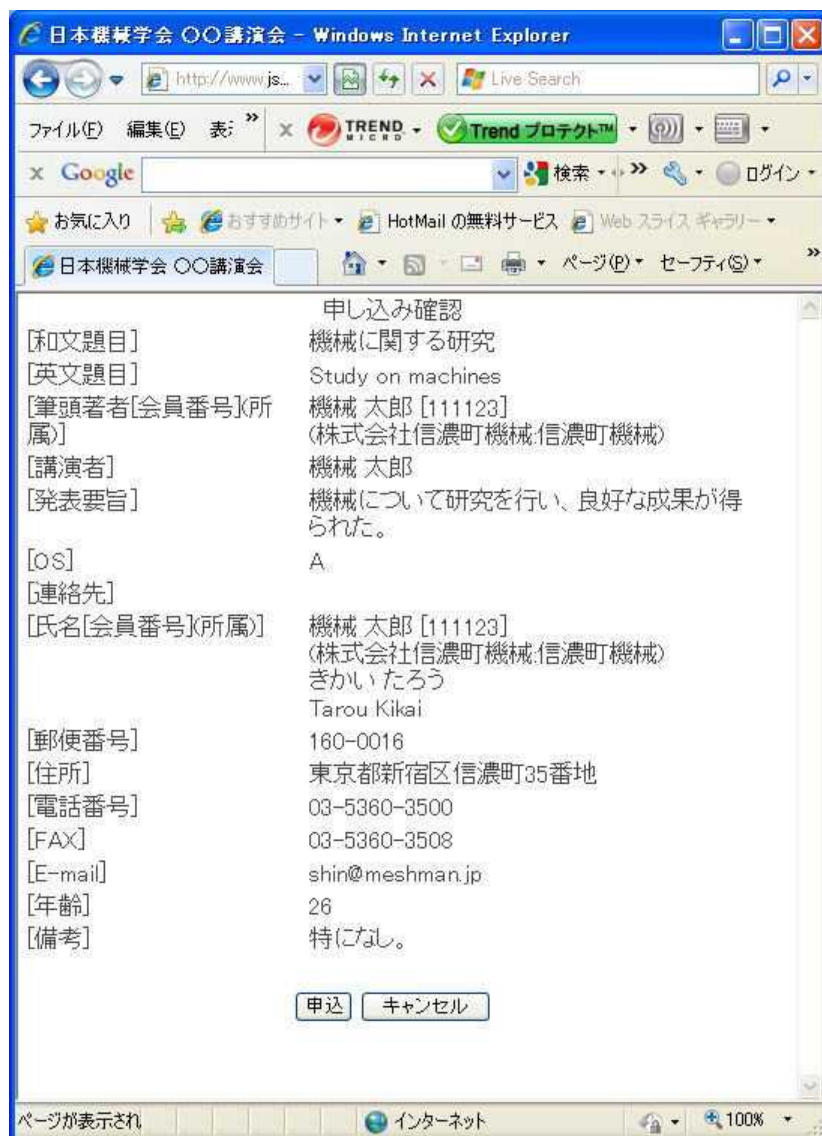 日本機械学会 〇〇講演会 - Windows Internet Explorer
http://www.js... Live Search
ファイル(F) 編集(E) 表 » x TREND MICRO Trend プロテクト™
x Google 検索 » ログイン
お気に入り おすすめサイト HotMail の無料サービス Web スライス ギャラリー
日本機械学会 〇〇講演会 ページ(P) セーフティ(S) »
申し込み確認
[和文題目] 機械に関する研究
[英文題目] Study on machines
[筆頭著者[会員番号](所 機械 太郎 [111123]
属)] (株式会社信濃町機械:信濃町機械)
[講演者] 機械 太郎
[発表要旨] 機械について研究を行い、良好な成果が得
られた。
[OS] A
[連絡先]
[氏名[会員番号](所属)] 機械 太郎 [111123]
(株式会社信濃町機械:信濃町機械)
きかい たろう
Tarou Kikai
[郵便番号] 160-0016
[住所] 東京都新宿区信濃町35番地
[電話番号] 03-5360-3500
[FAX] 03-5360-3508
[E-mail] shin@meshman.jp
[年齢] 26
[備考] 特になし。
申込 キャンセル
ページが表示され インターネット 100%